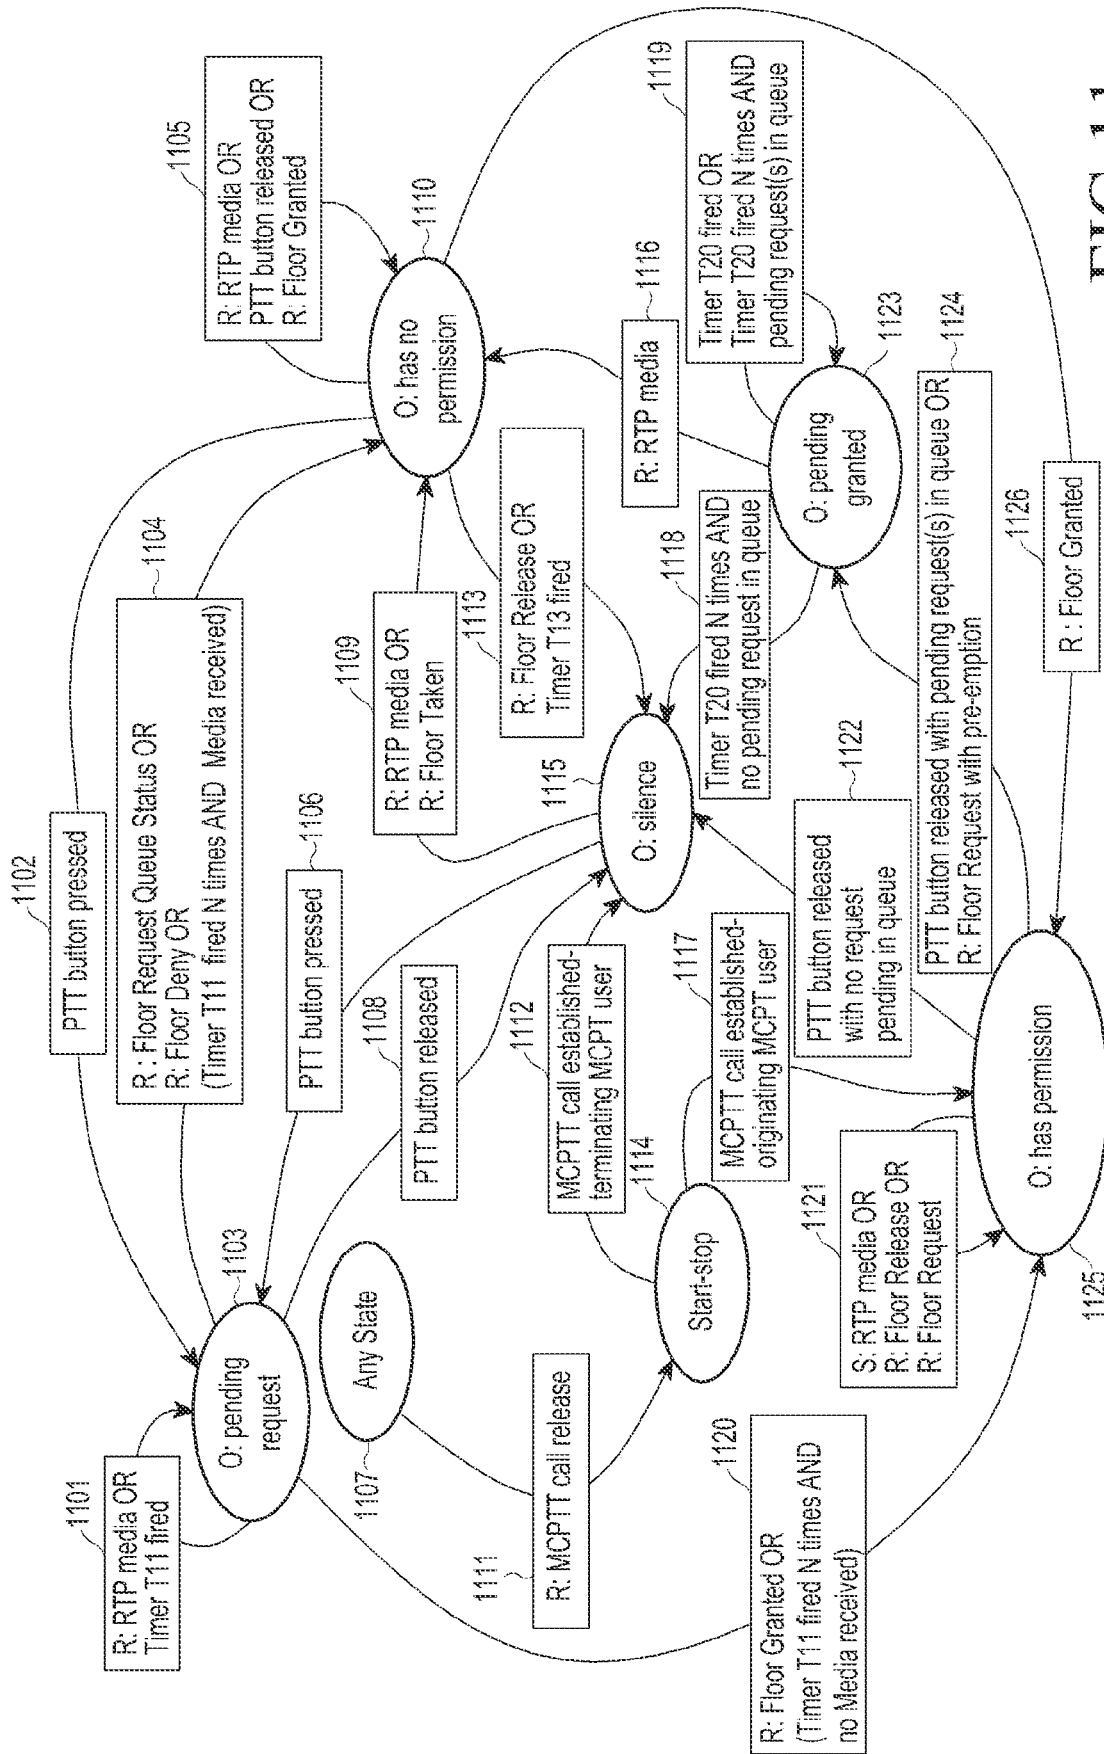 1101
R: RTP media OR
Timer T11 fired
O: pending
request
1103
1102
PTT button pressed
1104
R : Floor Request Queue Status OR
R: Floor Deny OR
(Timer T11 fired N times AND Media received)
1105
R: RTP media OR
PTT button released OR
R: Floor Granted
O: has no
permission
1110
Any State
1107
1106
PTT button pressed
1108
PTT button released
1109
R: RTP media OR
R: Floor Taken
1113
R: Floor Release OR
Timer T13 fired
1111
R: MCPTT call release
1112
MCPTT call established-
terminating MCPT user
1114
Start-stop
1115
O: silence
1116
R: RTP media
1117
MCPTT call established-
originating MCPT user
1118
Timer T20 fired N times AND
no pending request in queue
1119
Timer T20 fired OR
Timer T20 fired N times AND
pending request(s) in queue
O: pending
granted
1123
1120
R: Floor Granted OR
(Timer T11 fired N times AND
no Media received)
1121
S: RTP media OR
R: Floor Release OR
R: Floor Request
1122
PTT button released
with no request
pending in queue
1124
PTT button released with pending request(s) in queue OR
R: Floor Request with pre-emption
O: has permission
1125
1126
R : Floor Granted